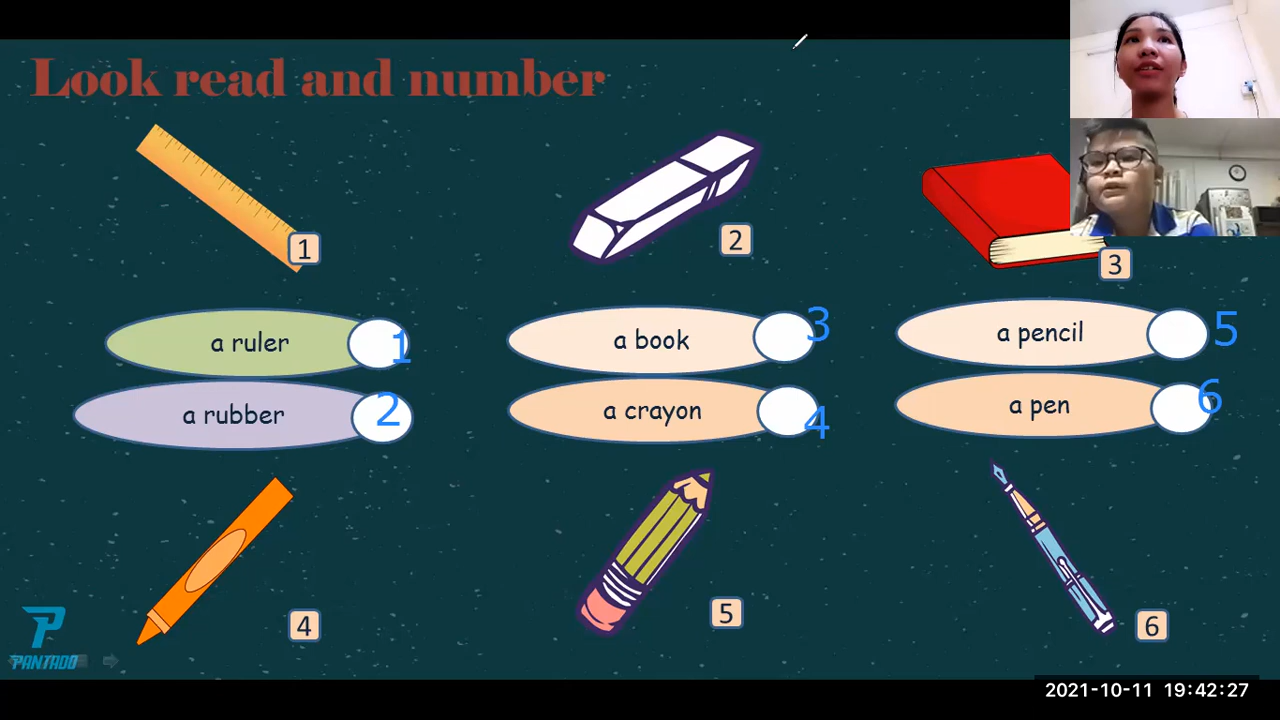 Look read and number
1
2
3
a ruler 1
a book 3
a pencil 5
a rubber 2
a crayon 4
a pen 6
4
5
6
PANTADO
2021-10-11 19:42:27